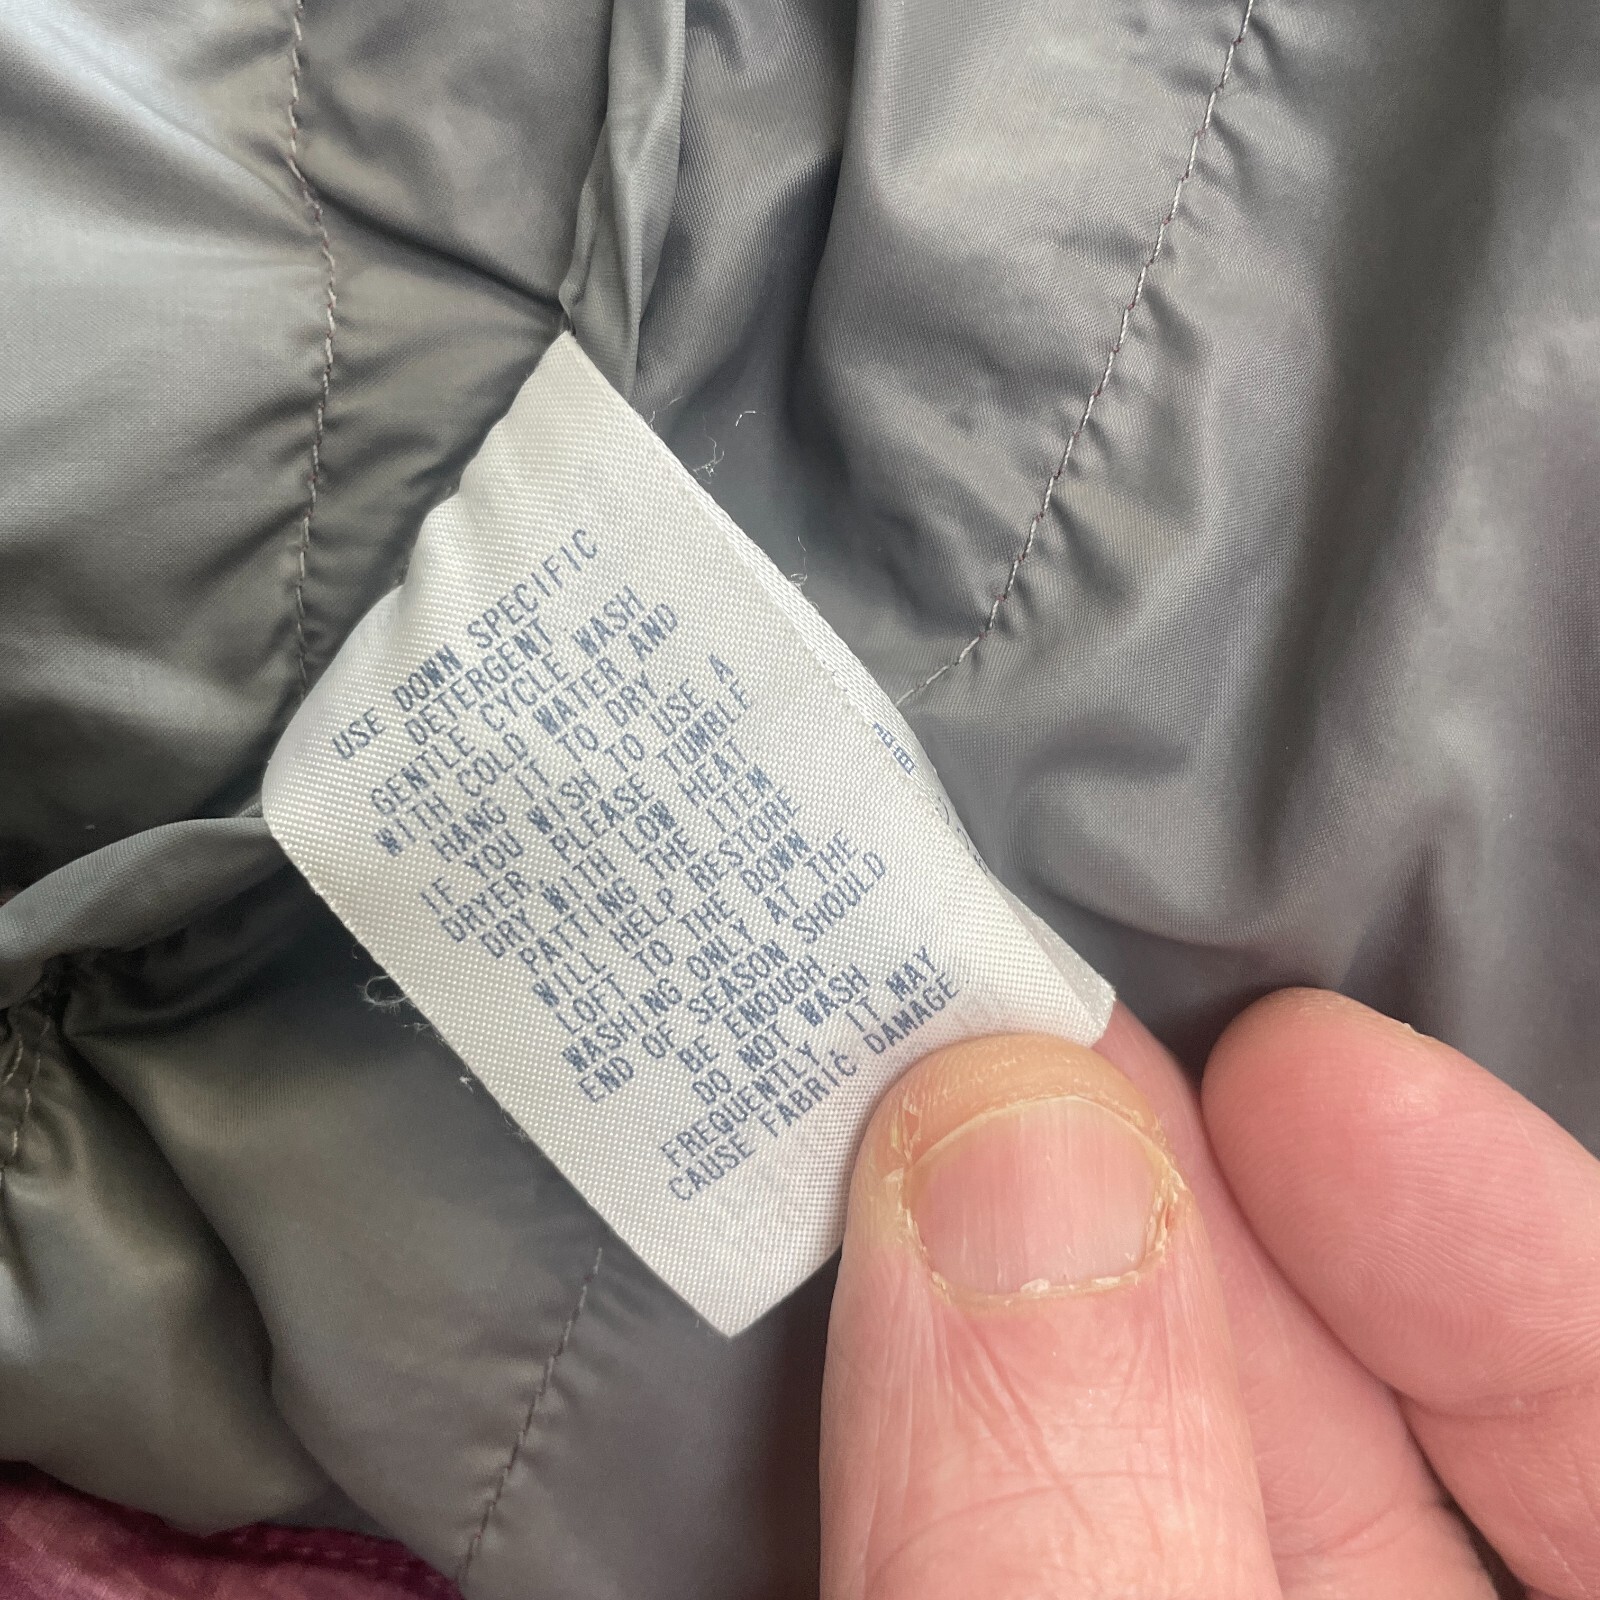 USE DOWN SPECIFIC
DETERGENT
GENTLE CYCLE WASH
WITH COLD WATER AND
HANG IT TO DRY.
IF YOU WISH TO USE A
DRYER, PLEASE TUMBLE
DRY WITH LOW HEAT
PATTING THE ITEM
WILL HELP RESTORE
LOFT TO THE DOWN
WASHING ONLY AT THE
END OF SEASON SHOULD
BE ENOUGH.
DO NOT WASH
FREQUENTLY, IT MAY
CAUSE FABRIC DAMAGE.